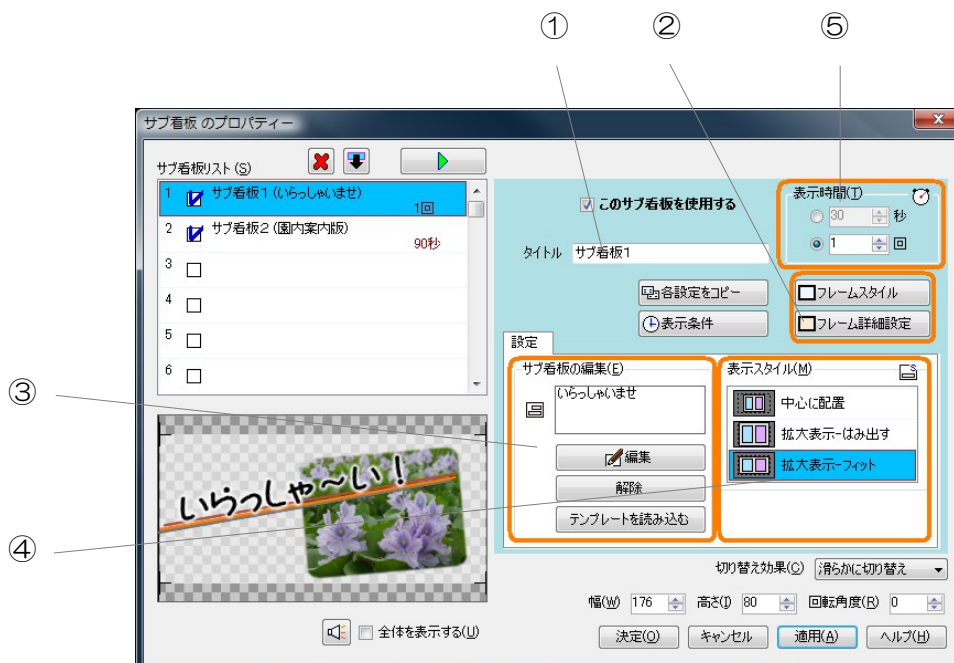 ① ② ⑤
サブ看板 のプロパティー
サブ看板リスト (S)
1 サブ看板1 (いらっしゃいませ)
1回
2 サブ看板2 (園内案内版)
90秒
3
4
5
6
このサブ看板を使用する
表示時間(T)
30 秒
1 回
タイトル サブ看板1
各設定をコピー
フレームスタイル
表示条件
フレーム詳細設定
設定
サブ看板の編集(E)
いらっしゃいませ
編集
解除
テンプレートを読み込む
表示スタイル(M)
中心に配置
拡大表示-はみ出す
拡大表示-フィット
③
いらっしゃ～い!
④
切り替え効果(C) 滑らかに切り替え
幅(W) 176 高さ(I) 80 回転角度(R) 0
全体を表示する(U)
決定(O) キャンセル 適用(A) ヘルプ(H)